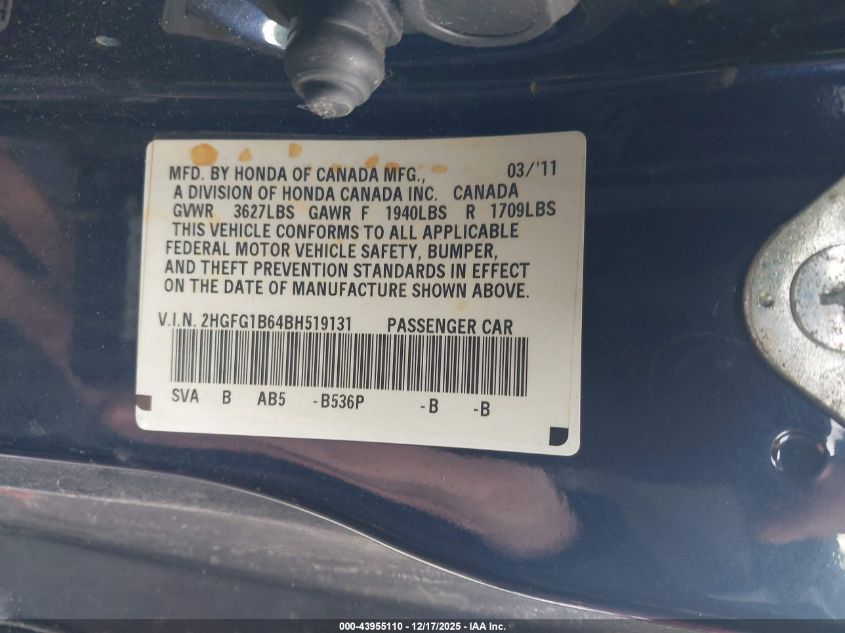 MFD. BY HONDA OF CANADA MFG., 03/'11
A DIVISION OF HONDA CANADA INC. CANADA
GVWR 3627LBS GAWR F 1940LBS R 1709LBS
THIS VEHICLE CONFORMS TO ALL APPLICABLE
FEDERAL MOTOR VEHICLE SAFETY, BUMPER,
AND THEFT PREVENTION STANDARDS IN EFFECT
ON THE DATE OF MANUFACTURE SHOWN ABOVE.
V.I.N. 2HGFG1B64BH519131 PASSENGER CAR
SVA B AB5 -B536P -B -B
000-43955110 - 12/17/2025 - IAA Inc.